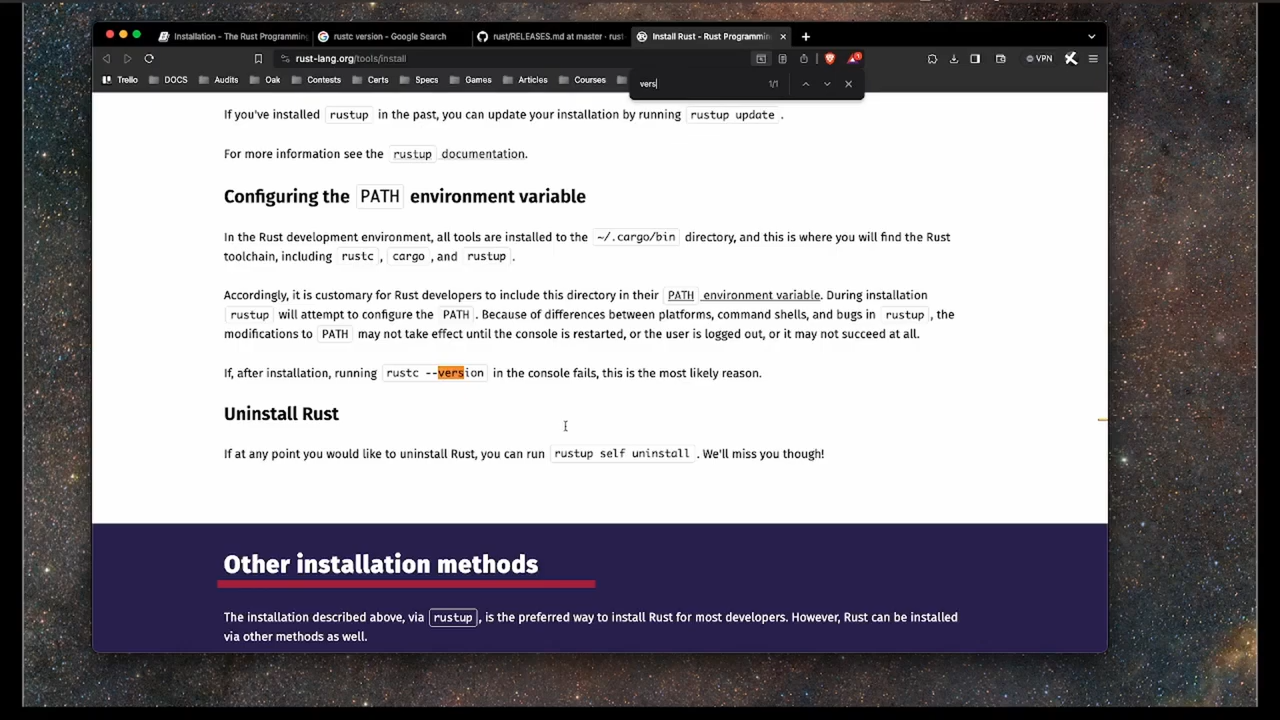 Installation - The Rust Programming
rustc version - Google Search
rust/RELEASES.md at master · rust-
Install Rust - Rust Programmin
rust-lang.org/tools/install
VPN
Trello
DOCS
Audits
Oak
Contests
Certs
Specs
Games
Articles
Courses
vers
1/1
If you've installed rustup in the past, you can update your installation by running rustup update .
For more information see the rustup documentation.
Configuring the PATH environment variable
In the Rust development environment, all tools are installed to the ~/.cargo/bin directory, and this is where you will find the Rust
toolchain, including rustc , cargo , and rustup .
Accordingly, it is customary for Rust developers to include this directory in their PATH environment variable. During installation
rustup will attempt to configure the PATH . Because of differences between platforms, command shells, and bugs in rustup , the
modifications to PATH may not take effect until the console is restarted, or the user is logged out, or it may not succeed at all.
If, after installation, running rustc --version in the console fails, this is the most likely reason.
Uninstall Rust
If at any point you would like to uninstall Rust, you can run rustup self uninstall . We'll miss you though!
Other installation methods
The installation described above, via rustup , is the preferred way to install Rust for most developers. However, Rust can be installed
via other methods as well.